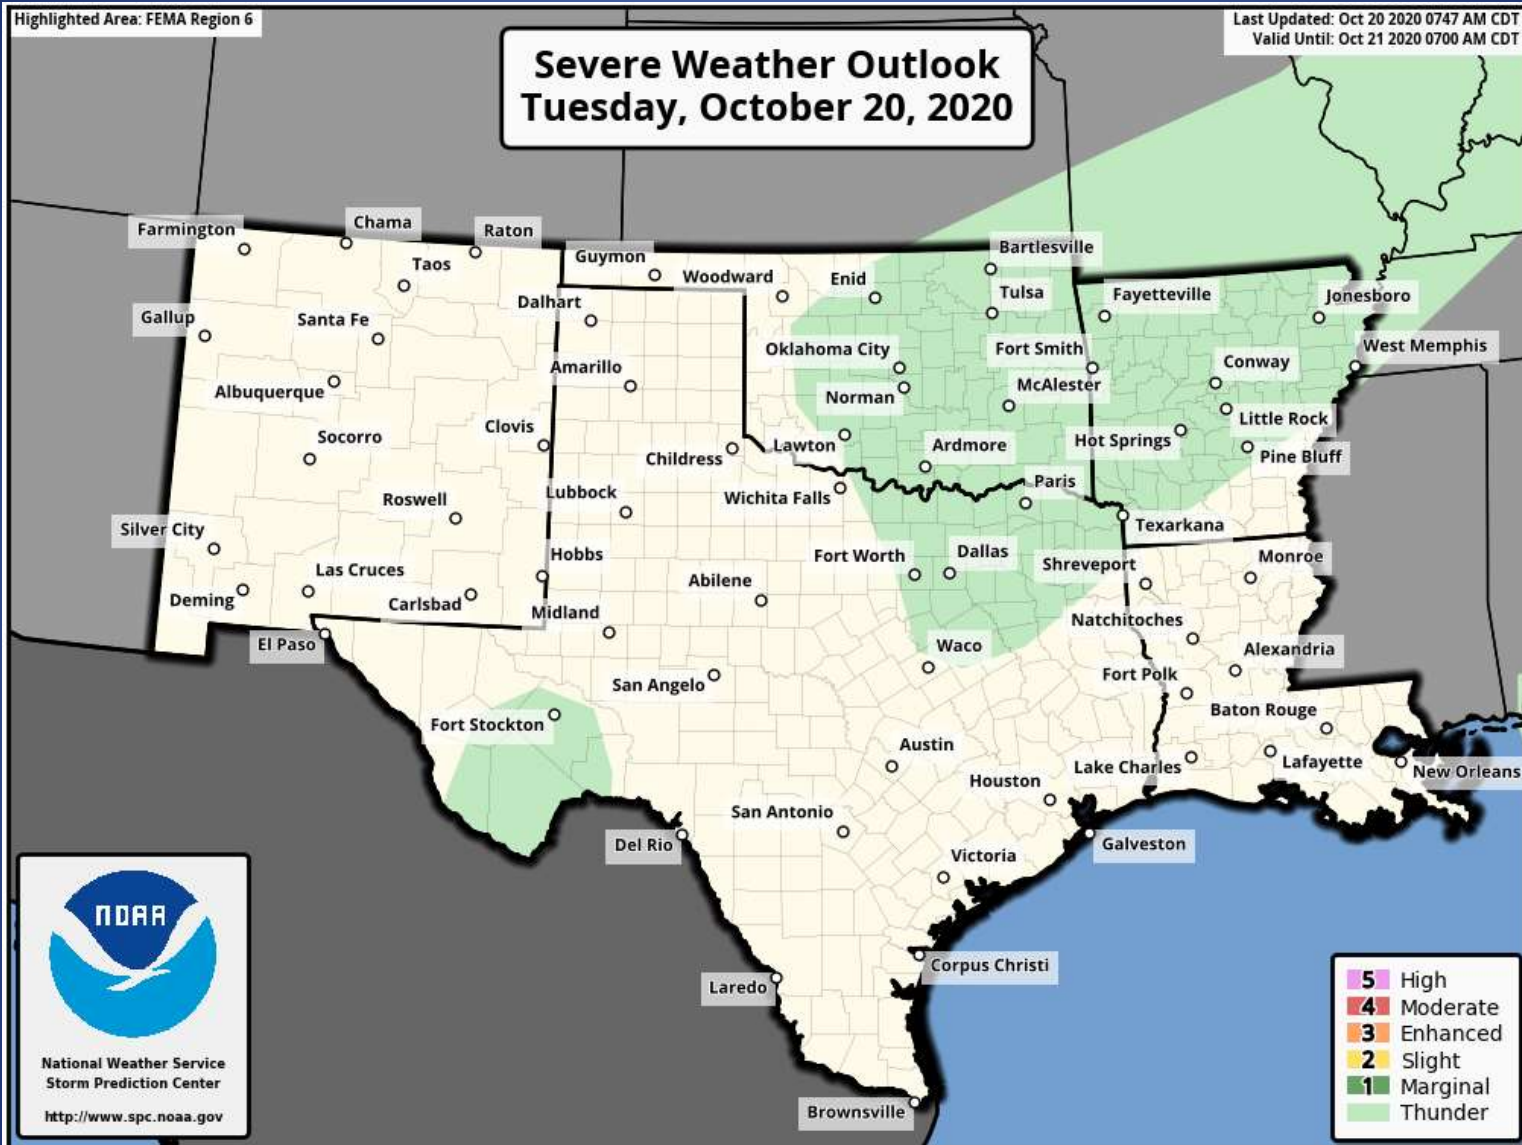 Highlighted Area: FEMA Region 6
Last Updated: Oct 20 2020 0747 AM CDT
Valid Until: Oct 21 2020 0700 AM CDT
Severe Weather Outlook
Tuesday, October 20, 2020
Farmington
Chama
Raton
Taos
Guymon
Woodward
Enid
Bartlesville
Tulsa
Fayetteville
Jonesboro
Gallup
Santa Fe
Dalhart
Oklahoma City
Fort Smith
Conway
West Memphis
Albuquerque
Amarillo
Norman
McAlester
Little Rock
Socorro
Clovis
Childress
Lawton
Ardmore
Hot Springs
Pine Bluff
Roswell
Lubbock
Wichita Falls
Paris
Texarkana
Silver City
Hobbs
Fort Worth
Dallas
Shreveport
Monroe
Las Cruces
Abilene
Deming
Carlsbad
Midland
Natchitoches
El Paso
Waco
Alexandria
San Angelo
Fort Polk
Fort Stockton
Baton Rouge
Austin
Houston
Lake Charles
Lafayette
New Orleans
San Antonio
Del Rio
Galveston
Victoria
Corpus Christi
Laredo
Brownsville
NOAA
National Weather Service
Storm Prediction Center
http://www.spc.noaa.gov
5 High
4 Moderate
3 Enhanced
2 Slight
1 Marginal
Thunder